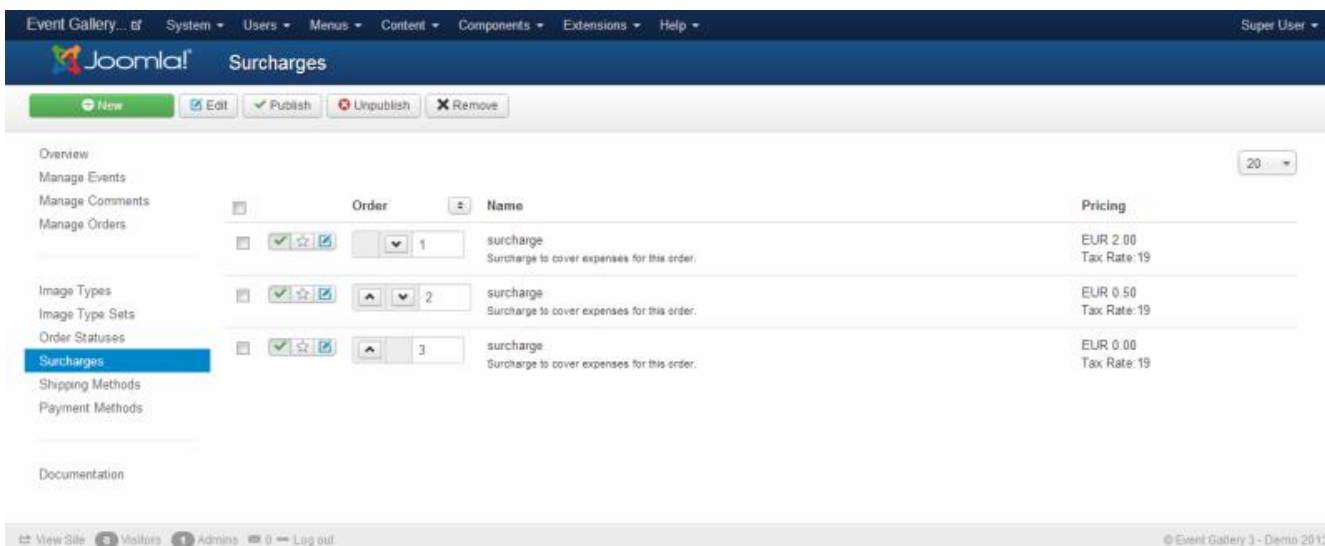 Event Gallery... System Users Menus Content Components Extensions Help Super User
Joomla! Surcharges
New Edit Publish Unpublish Remove
Overview
Manage Events
Manage Comments
Manage Orders
Image Types
Image Type Sets
Order Statuses
Surcharges
Shipping Methods
Payment Methods
Documentation
20
Order Name Pricing
1 surcharge EUR 2.00
Surcharge to cover expenses for this order. Tax Rate:19
2 surcharge EUR 0.50
Surcharge to cover expenses for this order. Tax Rate:19
3 surcharge EUR 0.00
Surcharge to cover expenses for this order. Tax Rate:19
View Site Visitors 1 Admins 0 Log out © Event Gallery 3 - Demo 2013